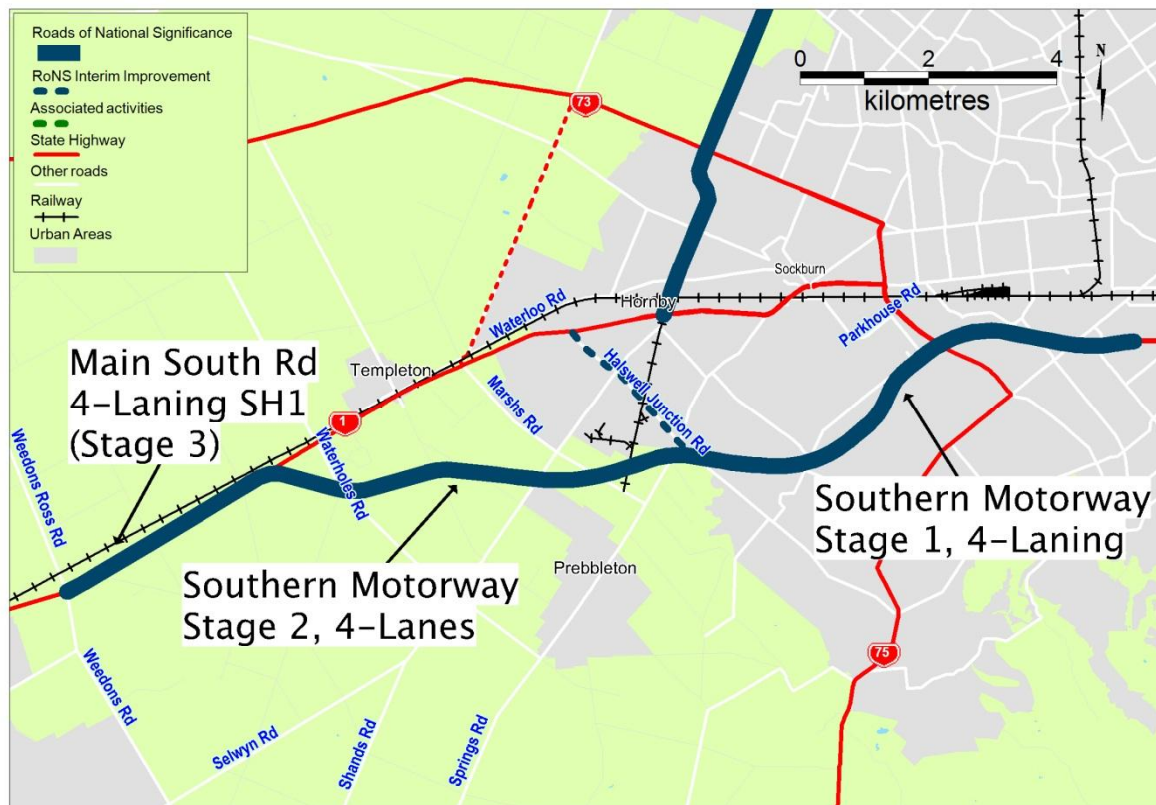 Roads of National Significance
RoNS Interim Improvement
Associated activities
State Highway
Other roads
Railway
Urban Areas
0 2 4
kilometres
N
73
Sockburn
Hornby
Waterloo Rd
Parkhouse Rd
Main South Rd
4-Laning SH1
(Stage 3)
Templeton
Marshs Rd
Halswell Junction Rd
1
Weedons Ross Rd
Waterholes Rd
Southern Motorway
Stage 1, 4-Laning
Southern Motorway
Stage 2, 4-Lanes
Prebbleton
75
Weedons Rd
Selwyn Rd
Shands Rd
Springs Rd